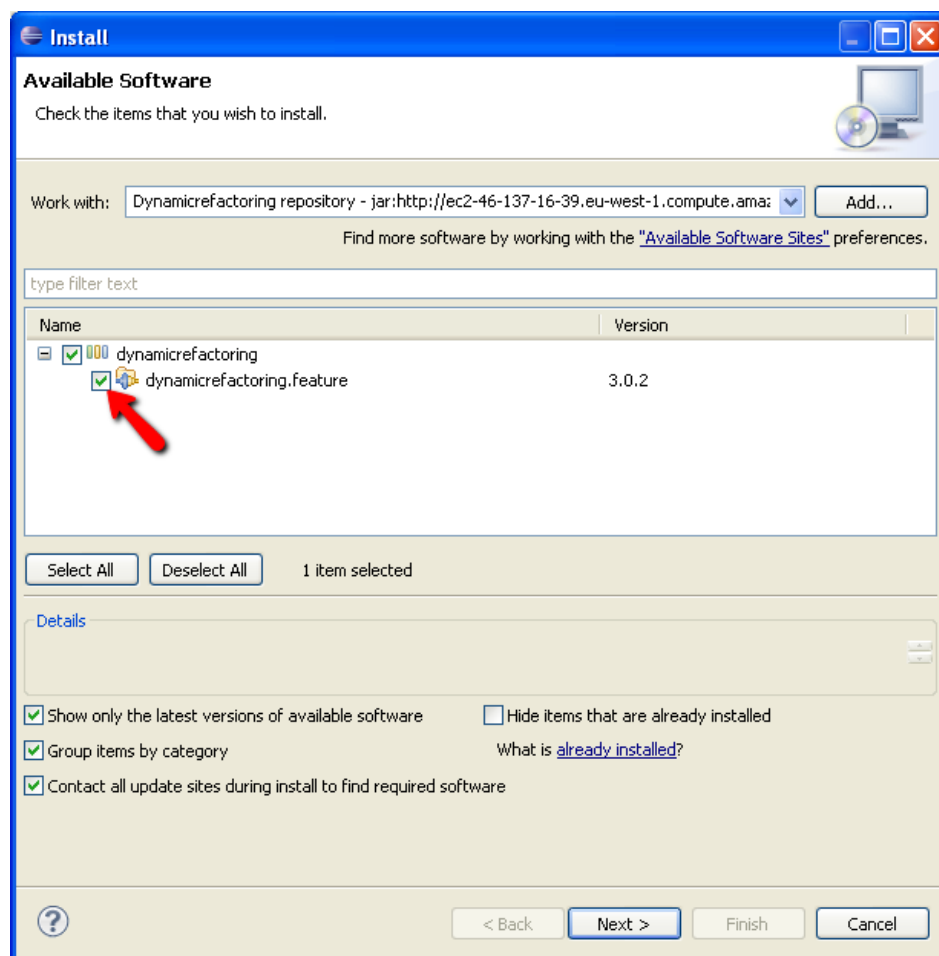 Install
Available Software
Check the items that you wish to install.
Work with: Dynamicrefactoring repository - jar:http://ec2-46-137-16-39.eu-west-1.compute.amaz Add...
Find more software by working with the "Available Software Sites" preferences.
type filter text
Name Version
dynamicrefactoring
dynamicrefactoring.feature 3.0.2
Select All Deselect All 1 item selected
Details
Show only the latest versions of available software Hide items that are already installed
Group items by category What is already installed?
Contact all update sites during install to find required software
? < Back Next > Finish Cancel